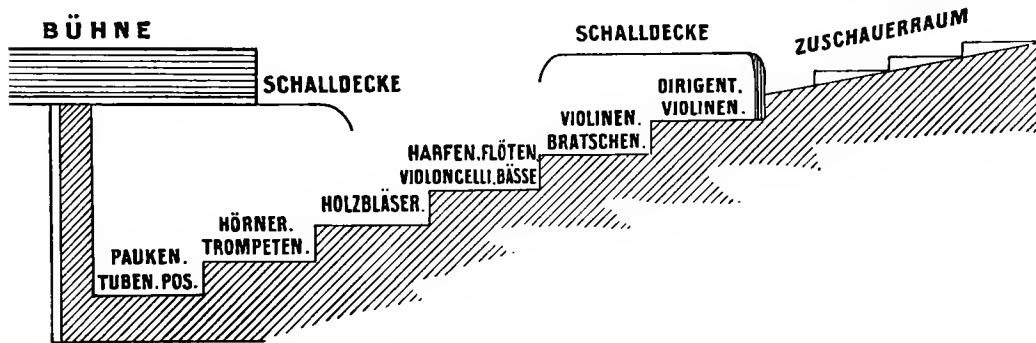 BÜHNE
SCHALLDECKE
SCHALLDECKE
ZUSCHAUERRAUM
DIRIGENT.
VIOLINEN.
VIOLINEN.
BRATSCHEN.
HARFEN.FLÖTEN,
VIOLONCELLI.BÄSSE
HOLZBLÄSER.
HÖRNER.
TROMPETEN.
PAUKEN.
TUBEN.POS.